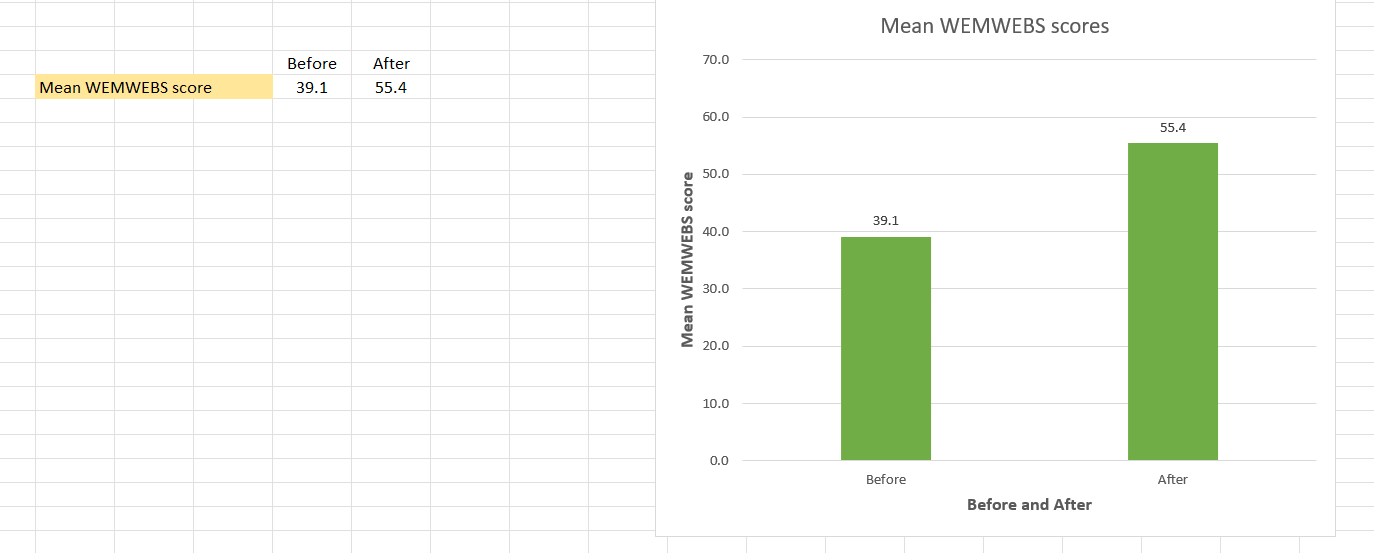 Before After
Mean WEMWEBS score 39.1 55.4
Mean WEMWEBS scores
Mean WEMWEBS score
70.0
60.0
50.0
40.0
30.0
20.0
10.0
0.0
39.1
55.4
Before After
Before and After